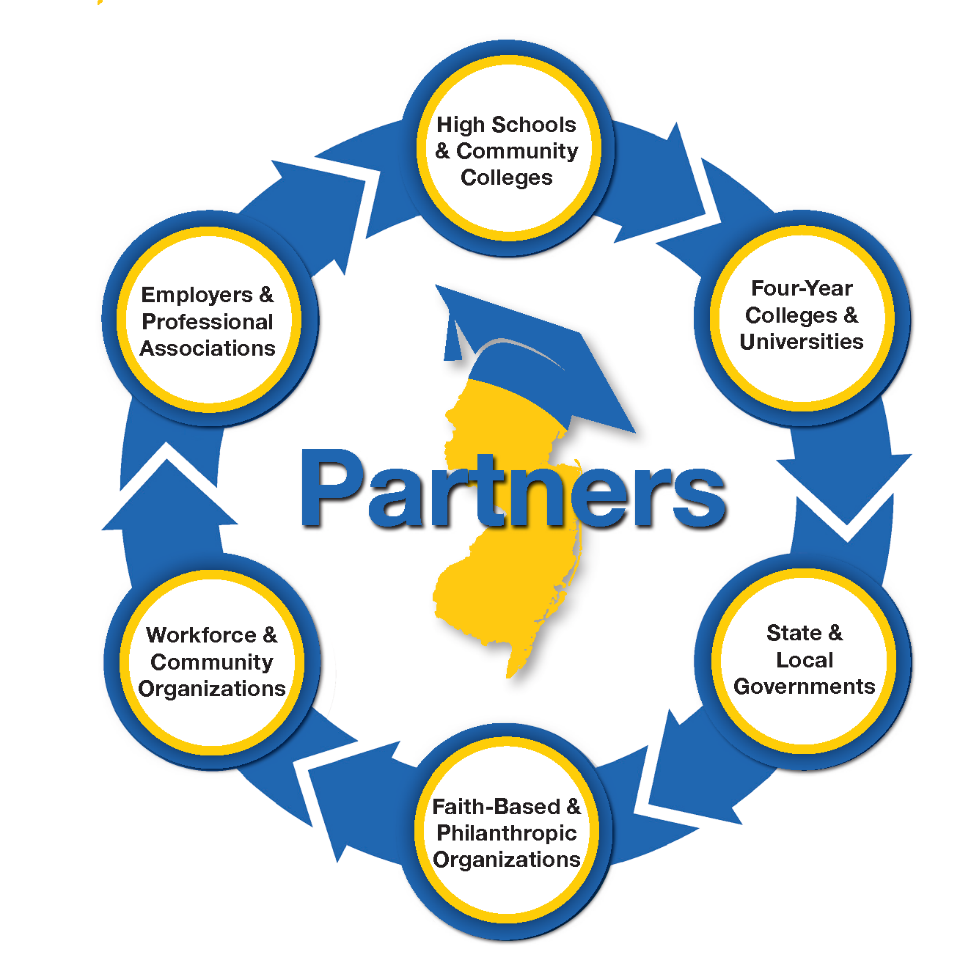 High Schools
& Community
Colleges
Four-Year
Colleges &
Universities
State &
Local
Governments
Faith-Based &
Philanthropic
Organizations
Workforce &
Community
Organizations
Employers &
Professional
Associations
Partners